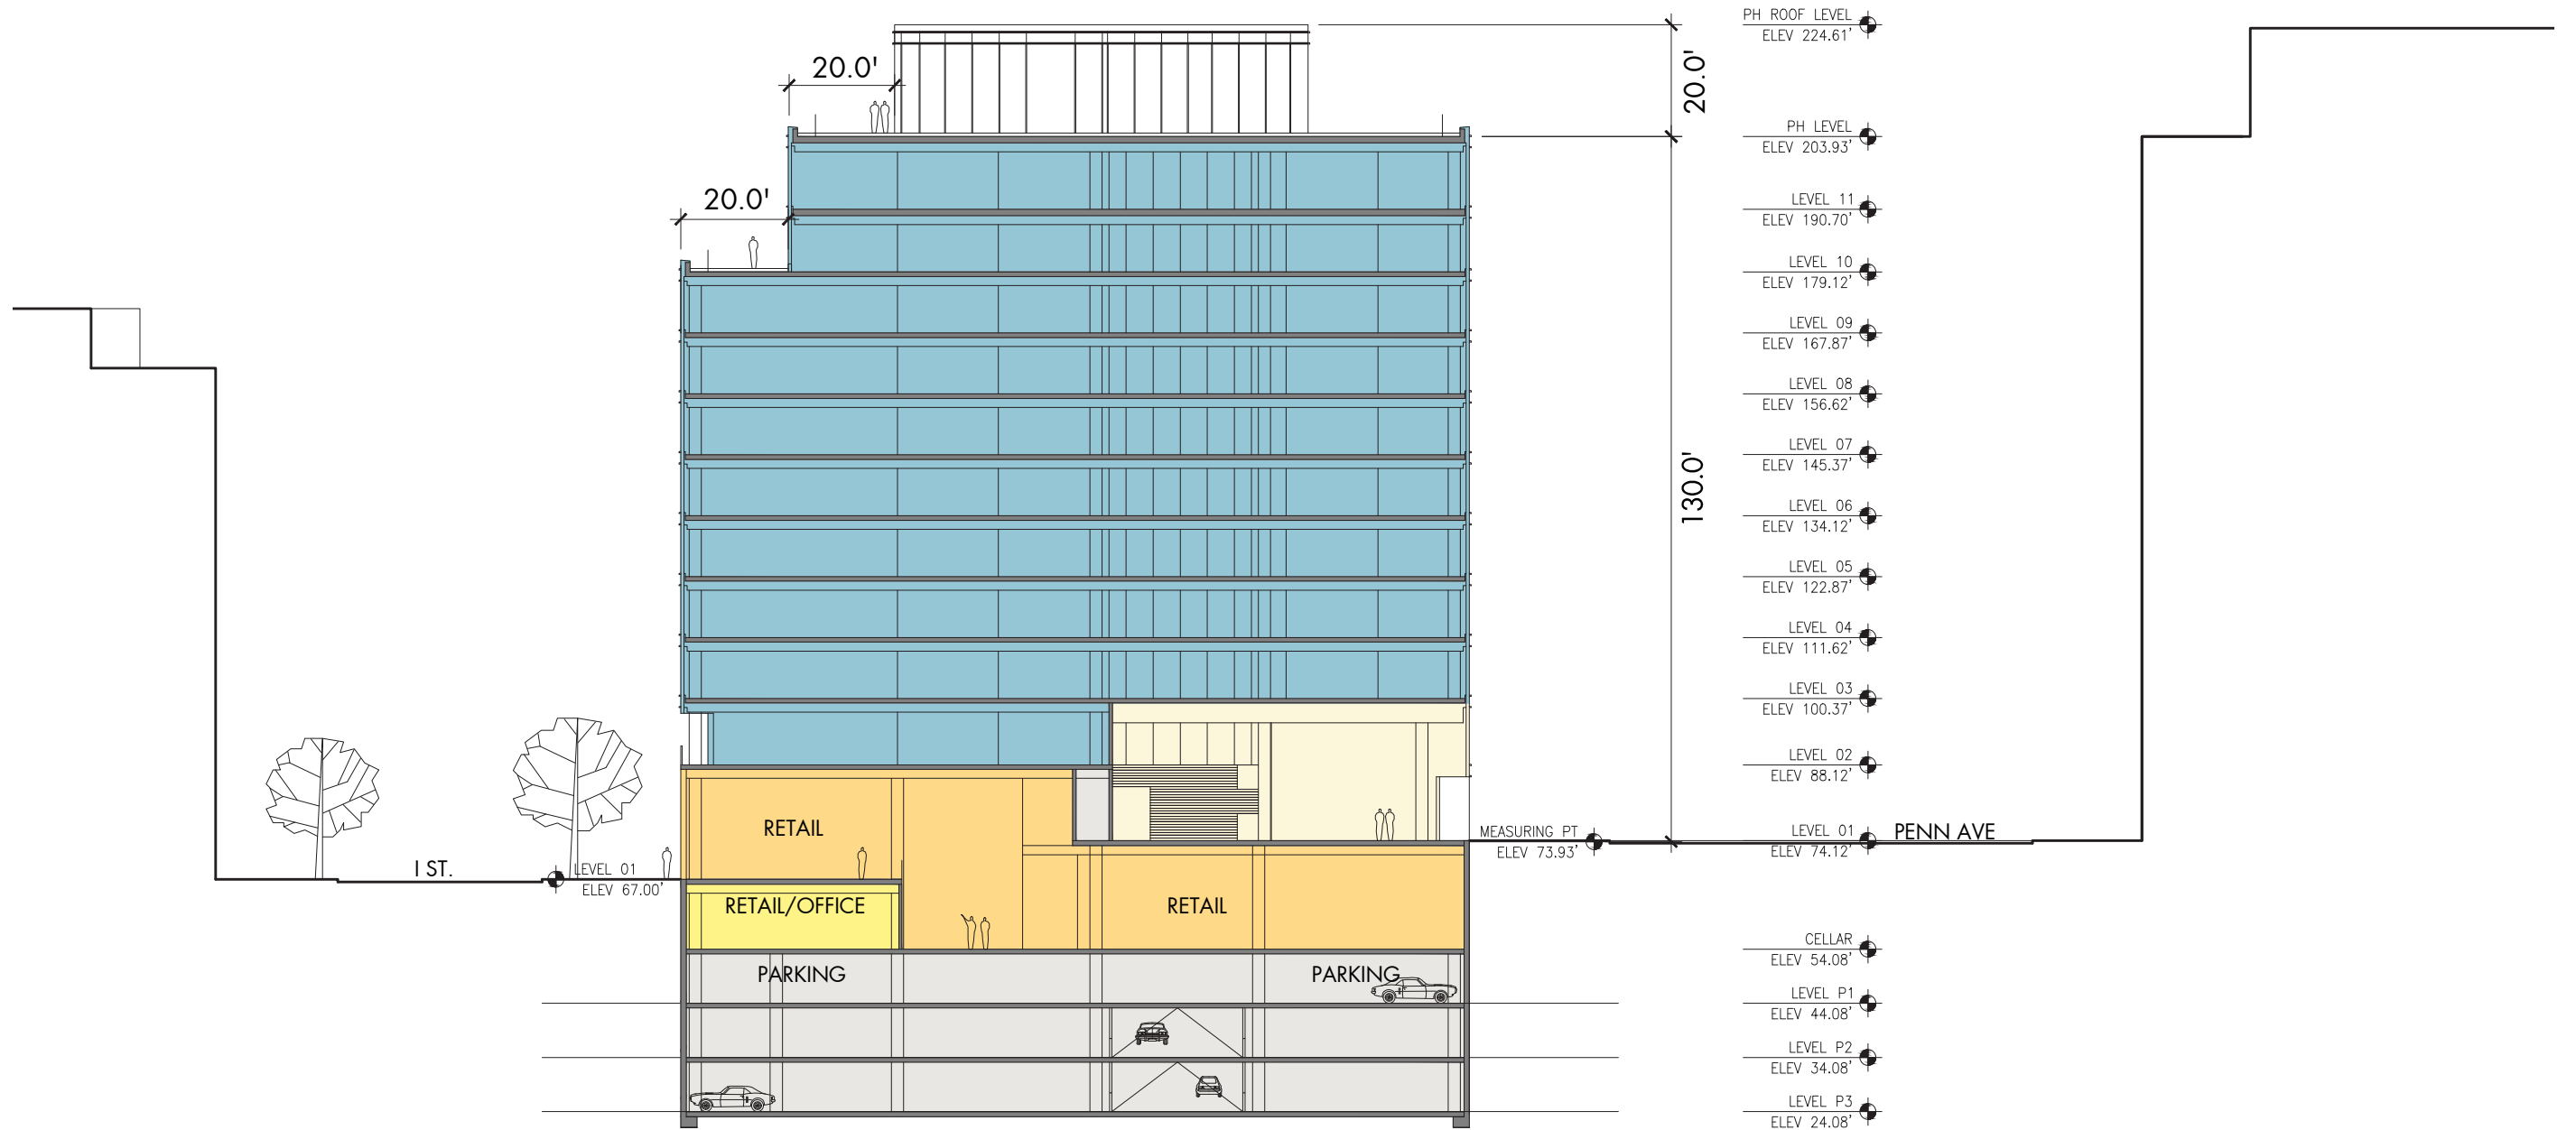 PH ROOF LEVEL
ELEV 224.61'
20.0'
20.0'
PH LEVEL
ELEV 203.93'
20.0'
LEVEL 11
ELEV 190.70'
LEVEL 10
ELEV 179.12'
LEVEL 09
ELEV 167.87'
LEVEL 08
ELEV 156.62'
LEVEL 07
ELEV 145.37'
130.0'
LEVEL 06
ELEV 134.12'
LEVEL 05
ELEV 122.87'
LEVEL 04
ELEV 111.62'
LEVEL 03
ELEV 100.37'
LEVEL 02
ELEV 88.12'
RETAIL
MEASURING PT
ELEV 73.93'
LEVEL 01
ELEV 74.12'
PENN AVE
I ST.
LEVEL 01
ELEV 67.00'
RETAIL/OFFICE
RETAIL
CELLAR
ELEV 54.08'
PARKING
PARKING
LEVEL P1
ELEV 44.08'
LEVEL P2
ELEV 34.08'
LEVEL P3
ELEV 24.08'